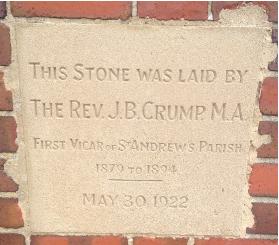 THIS STONE WAS LAID BY
THE REV. J.B. CRUMP. M.A.
FIRST VICAR OF ST ANDREW'S PARISH
1879 TO 1894
MAY 30 1922